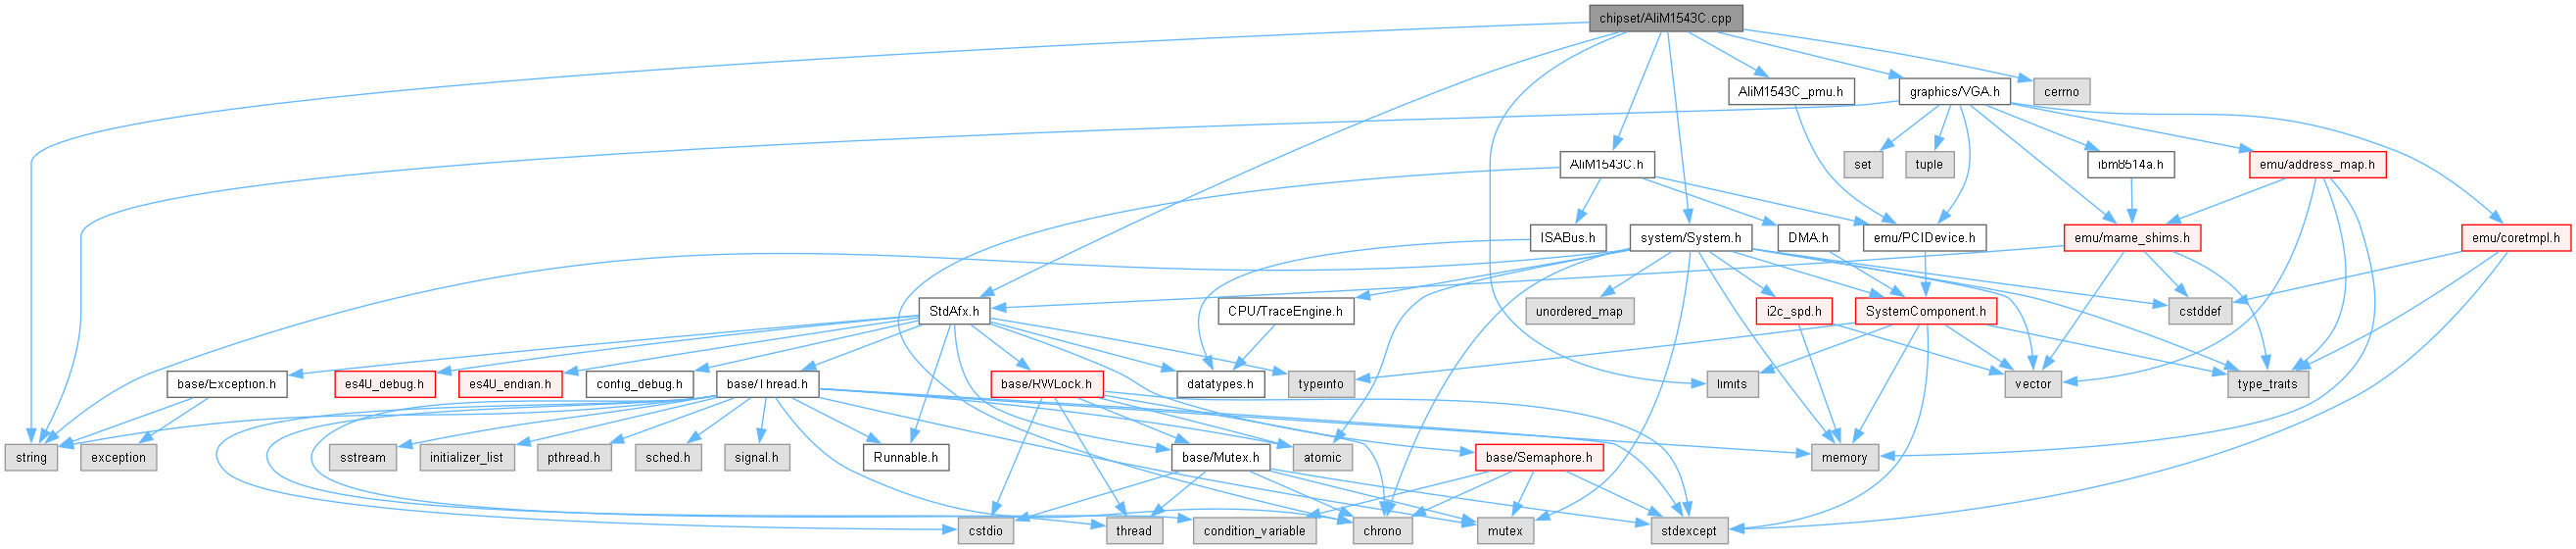 chipset/AliM1543C.cpp
AliM1543C_pmu.h
graphics/VGA.h
cerrno
AliM1543C.h
set
tuple
ibm8514a.h
emu/address_map.h
ISABus.h
system/System.h
DMA.h
emu/PCIDevice.h
emu/mame_shims.h
emu/coretmpl.h
StdAfx.h
CPU/TraceEngine.h
unordered_map
i2c_spd.h
SystemComponent.h
cstddef
base/Exception.h
es4U_debug.h
es4U_endian.h
config_debug.h
base/Thread.h
base/RWLock.h
datatypes.h
typeinfo
limits
vector
type_traits
string
exception
sstream
initializer_list
pthread.h
sched.h
signal.h
Runnable.h
base/Mutex.h
atomic
base/Semaphore.h
memory
cstdio
thread
condition_variable
chrono
mutex
stdexcept